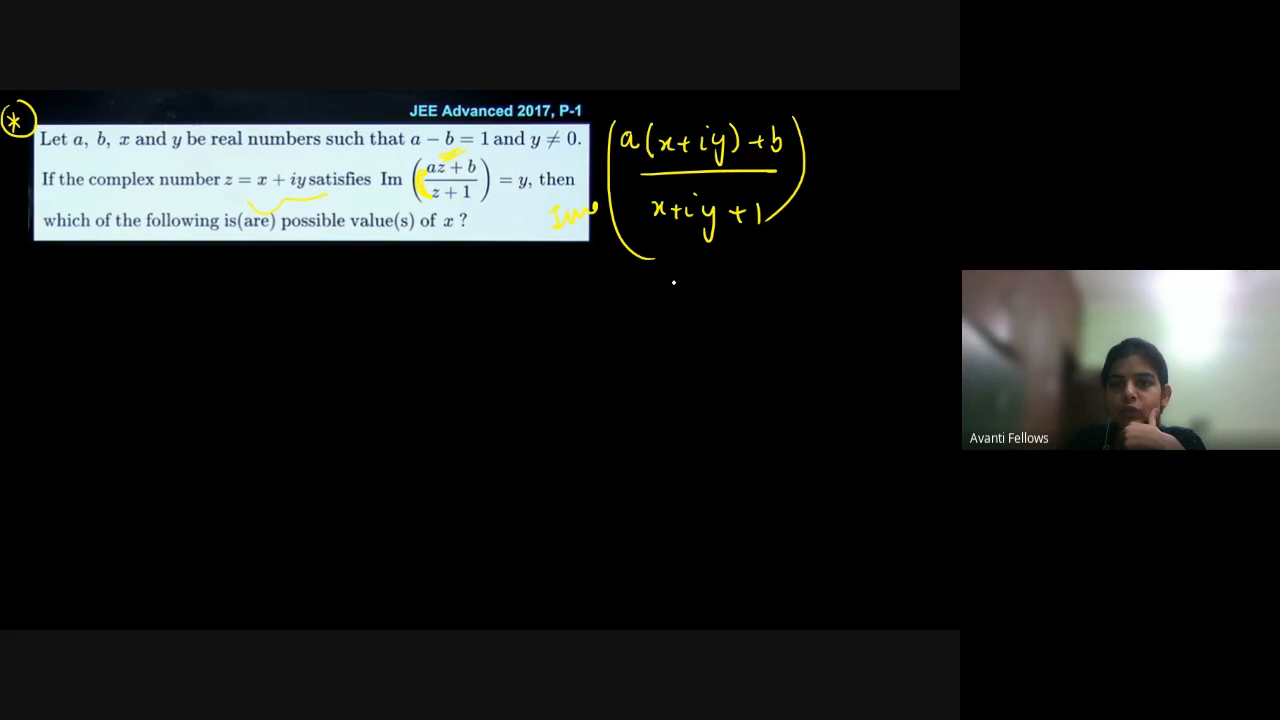 JEE Advanced 2017, P-1
*
Let a, b, x and y be real numbers such that a − b = 1 and y ≠ 0.
If the complex number z = x + iy satisfies Im (az + b / z + 1) = y, then
which of the following is(are) possible value(s) of x ?
a(x+iy)+b
x+iy+1
Avanti Fellows